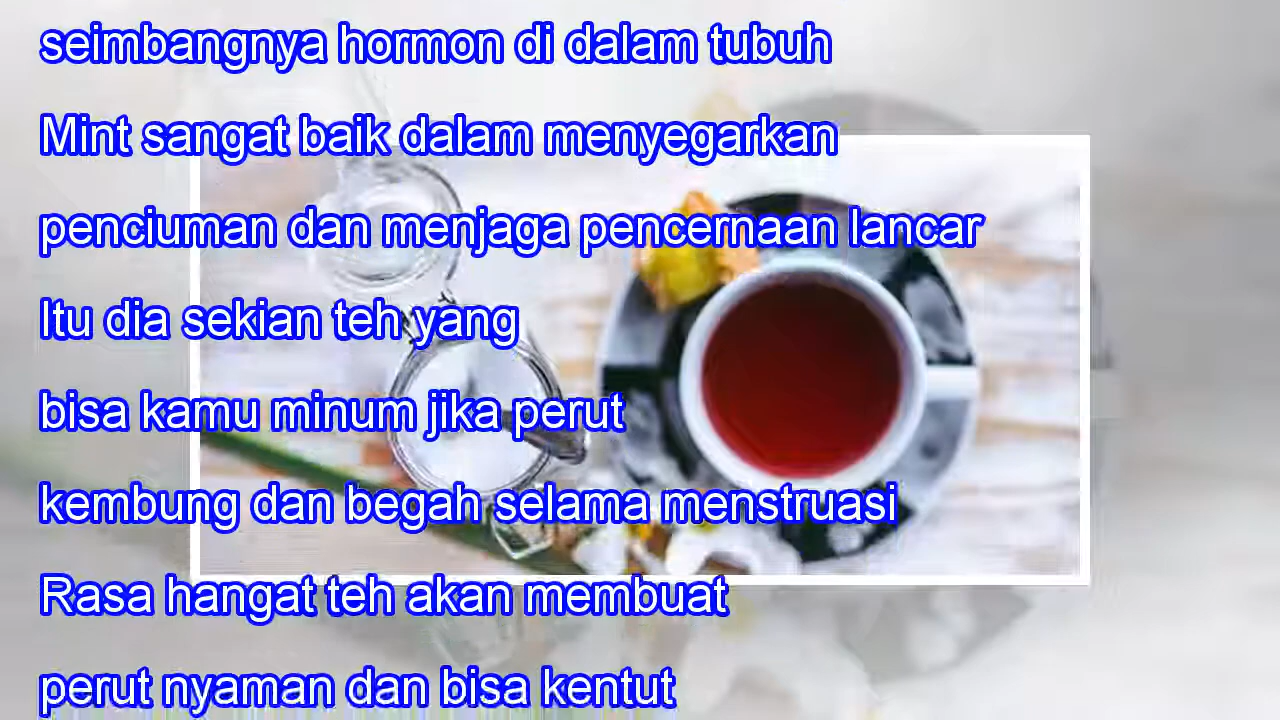 seimbangnya hormon di dalam tubuh
Mint sangat baik dalam menyegarkan
penciuman dan menjaga pencernaan lancar
Itu dia sekian teh yang
bisa kamu minum jika perut
kembung dan begah selama menstruasi
Rasa hangat teh akan membuat
perut nyaman dan bisa kentut